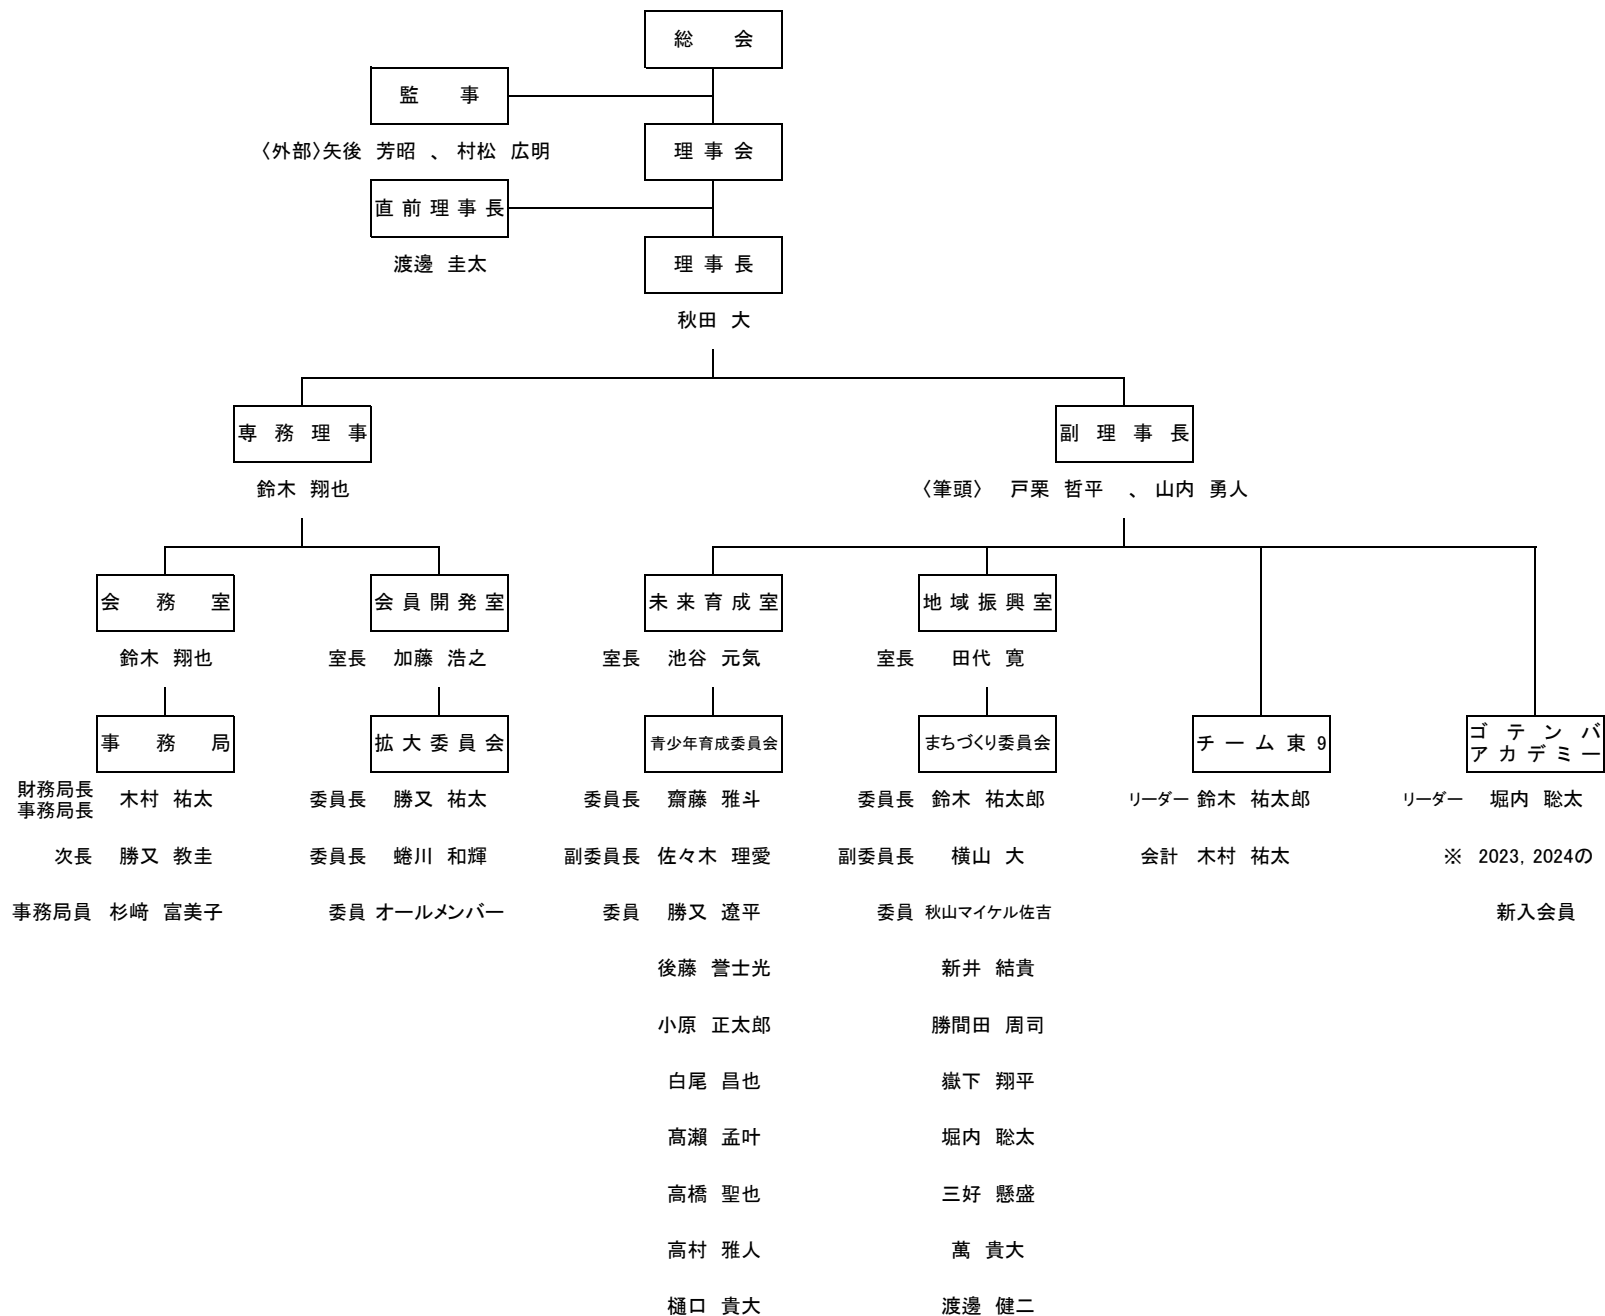 総会
監事
〈外部〉矢後 芳昭 、 村松 広明
理事会
直前理事長
渡邊 圭太
理事長
秋田 大
専務理事
副理事長
鈴木 翔也
〈筆頭〉 戸栗 哲平 、 山内 勇人
会務室
会員開発室
未来育成室
地域振興室
鈴木 翔也
室長 加藤 浩之
室長 池谷 元気
室長 田代 寛
事務局
拡大委員会
青少年育成委員会
まちづくり委員会
チーム東9
ゴテンバ
アカデミー
財務局長
事務局長
木村 祐太
委員長 勝又 祐太
委員長 齋藤 雅斗
委員長 鈴木 祐太郎
リーダー 鈴木 祐太郎
リーダー 堀内 聡太
次長 勝又 教圭
委員長 蜷川 和輝
副委員長 佐々木 理愛
副委員長 横山 大
会計 木村 祐太
※ 2023, 2024の
事務局員 杉﨑 富美子
委員 オールメンバー
委員 勝又 遼平
委員 秋山マイケル佐吉
新入会員
後藤 誉士光
新井 結貴
小原 正太郎
勝間田 周司
白尾 昌也
嶽下 翔平
髙瀨 孟叶
堀内 聡太
高橋 聖也
三好 懸盛
高村 雅人
萬 貴大
樋口 貴大
渡邊 健二